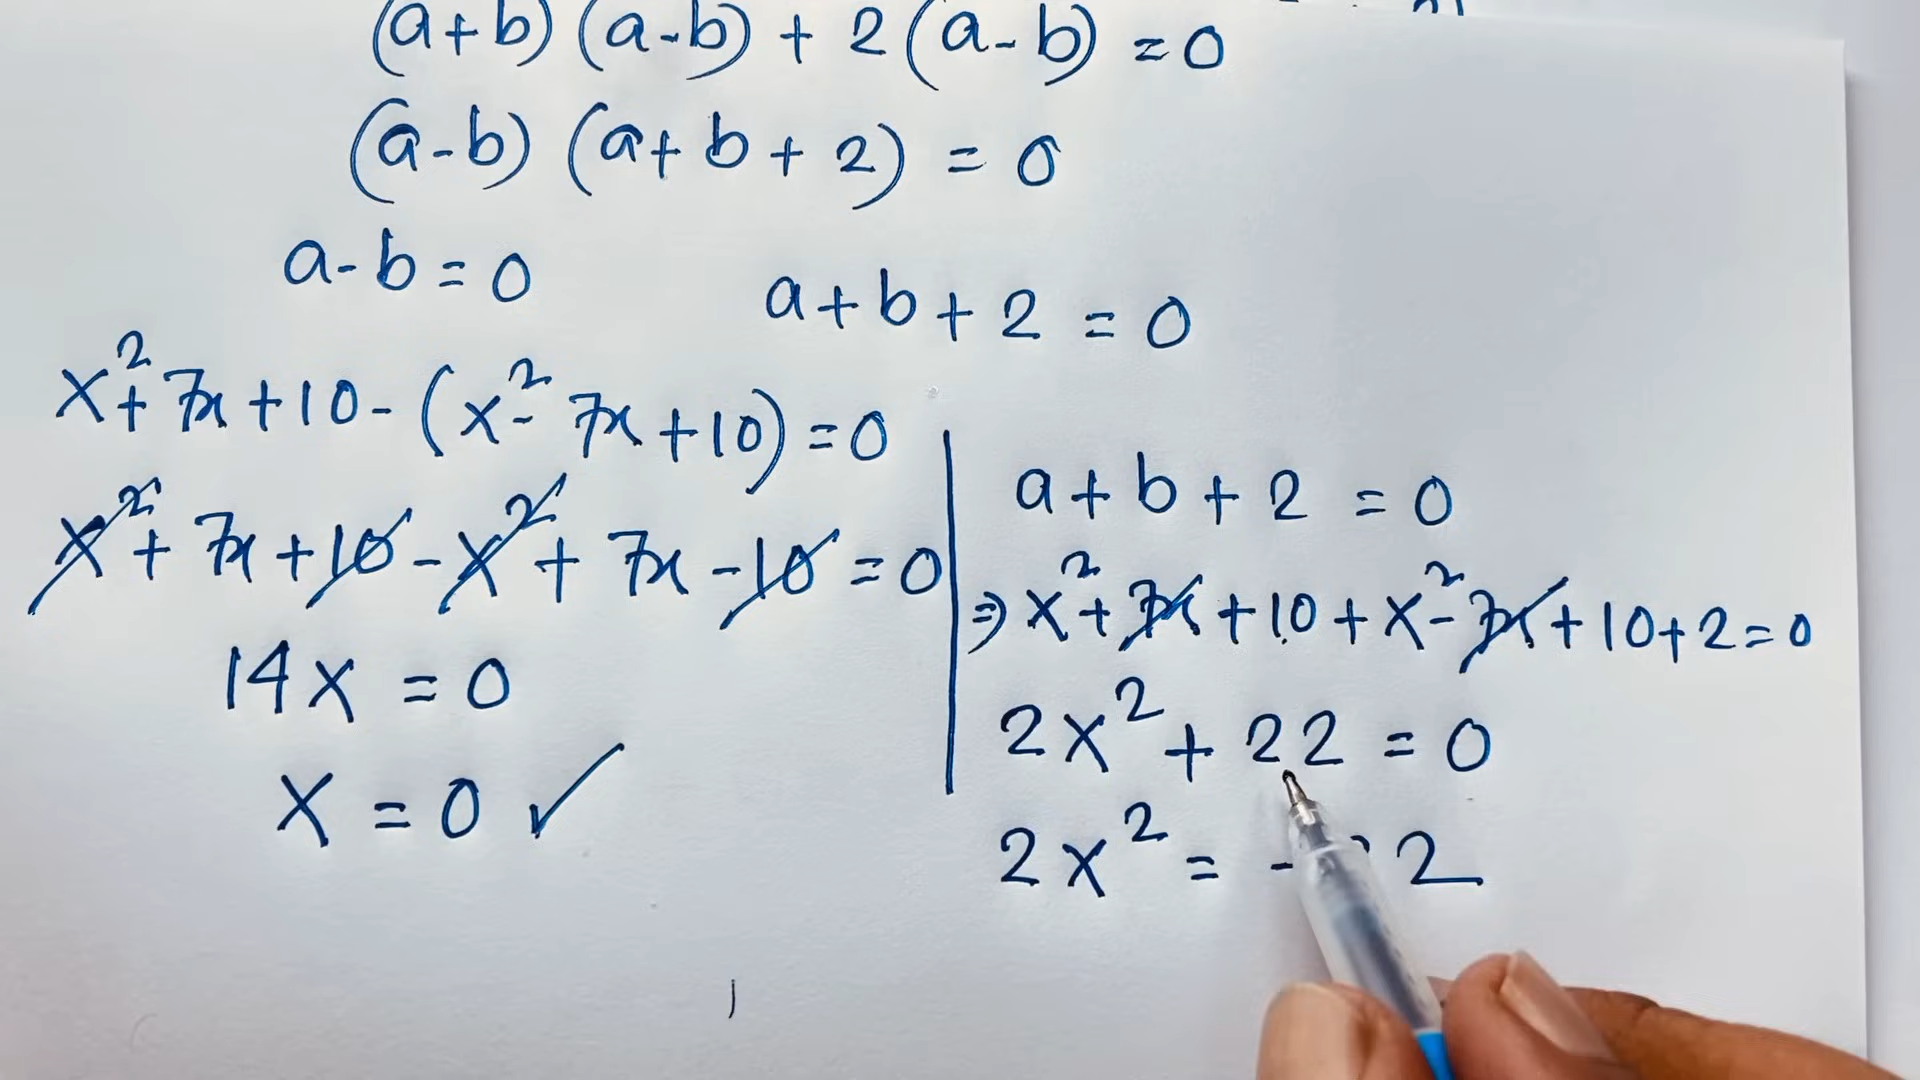 (a+b)(a-b) + 2(a-b) = 0
(a-b)(a+b+2) = 0
a-b=0
a+b+2 = 0
x²+7x+10-(x²-7x+10)=0
x²+7x+10-x²+7x-10=0
14x = 0
x = 0 ✓
a+b+2 = 0
⇒ x²+7x+10+x²-7x+10+2=0
2x²+22 = 0
2x² = - 2